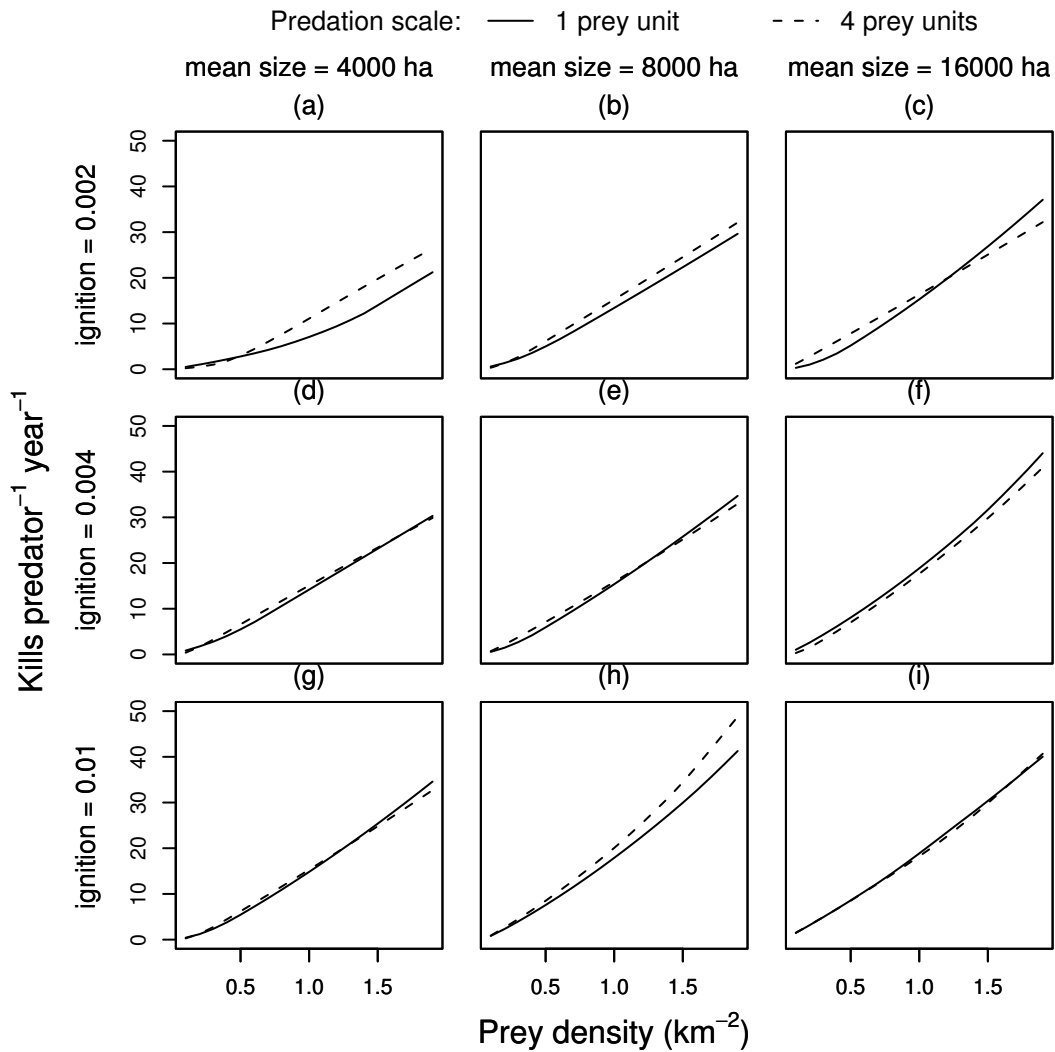 Predation scale: 1 prey unit 4 prey units
mean size = 4000 ha mean size = 8000 ha mean size = 16000 ha
(a) (b) (c)
ignition = 0.002
0 10 20 30 40 50
(d) (e) (f)
Kills predator⁻¹ year⁻¹
ignition = 0.004
0 10 20 30 40 50
(g) (h) (i)
ignition = 0.01
0 10 20 30 40 50
0.5 1.0 1.5 0.5 1.0 1.5 0.5 1.0 1.5
Prey density (km⁻²)